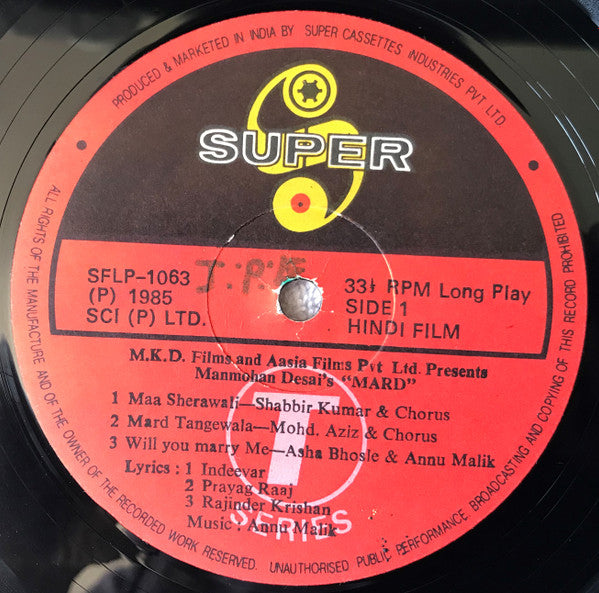 PRODUCED & MARKETED IN INDIA BY SUPER CASSETTES INDUSTRIES PVT LTD.
SUPER
SFLP-1063
(P) 1985
SCI (P) LTD.
33⅓ RPM Long Play
SIDE 1
HINDI FILM
M.K.D. Films and Aasia Films Pvt Ltd. Presents
Manmohan Desai's "MARD"
1 Maa Sherawali—Shabbir Kumar & Chorus
2 Mard Tangewala—Mohd. Aziz & Chorus
3 Will you marry Me—Asha Bhosle & Annu Malik
Lyrics : 1 Indeevar
2 Prayag Raaj
3 Rajinder Krishan
Music : Annu Malik
T
SERIES
ALL RIGHTS OF THE MANUFACTURE AND OF THE OWNER OF THE RECORDED WORK RESERVED. UNAUTHORISED PUBLIC PERFORMANCE, BROADCASTING AND COPYING OF THIS RECORD PROHIBITED